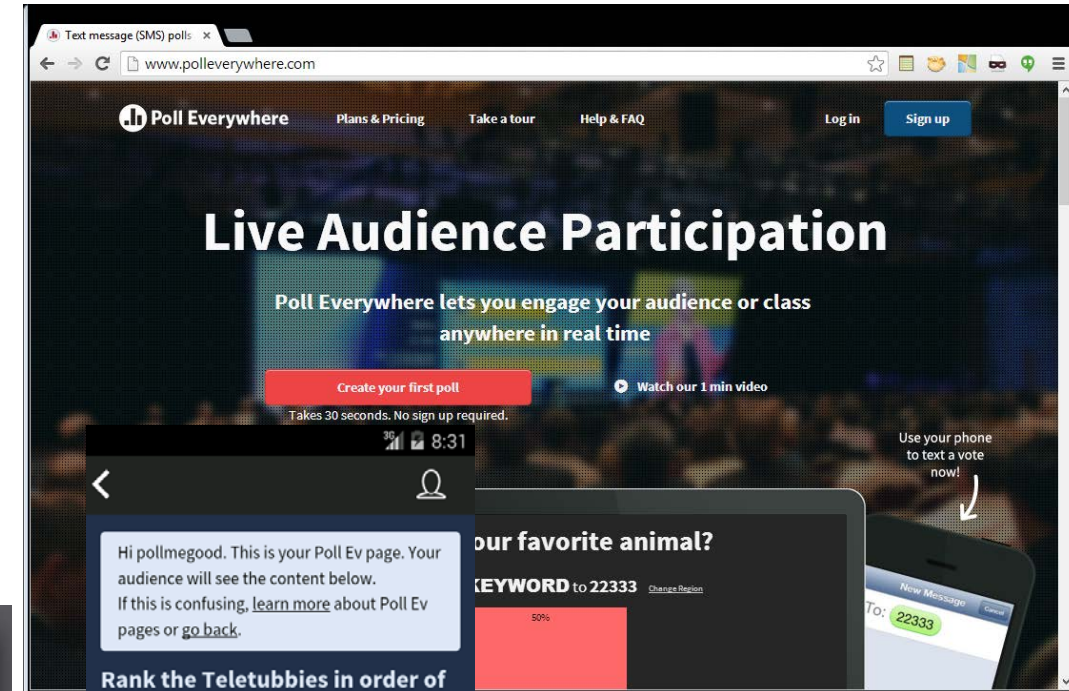 Text message (SMS) polls
www.polleverywhere.com
Poll Everywhere Plans & Pricing Take a tour Help & FAQ Log in Sign up
Live Audience Participation
Poll Everywhere lets you engage your audience or class
anywhere in real time
Create your first poll
Watch our 1 min video
Takes 30 seconds. No sign up required.
Use your phone
to text a vote
now!
3G 8:31
Hi pollmegood. This is your Poll Ev page. Your
audience will see the content below.
If this is confusing, learn more about Poll Ev
pages or go back.
Rank the Teletubbies in order of
our favorite animal?
KEYWORD to 22333 Change Region
50%
New Message Cancel
To: 22333